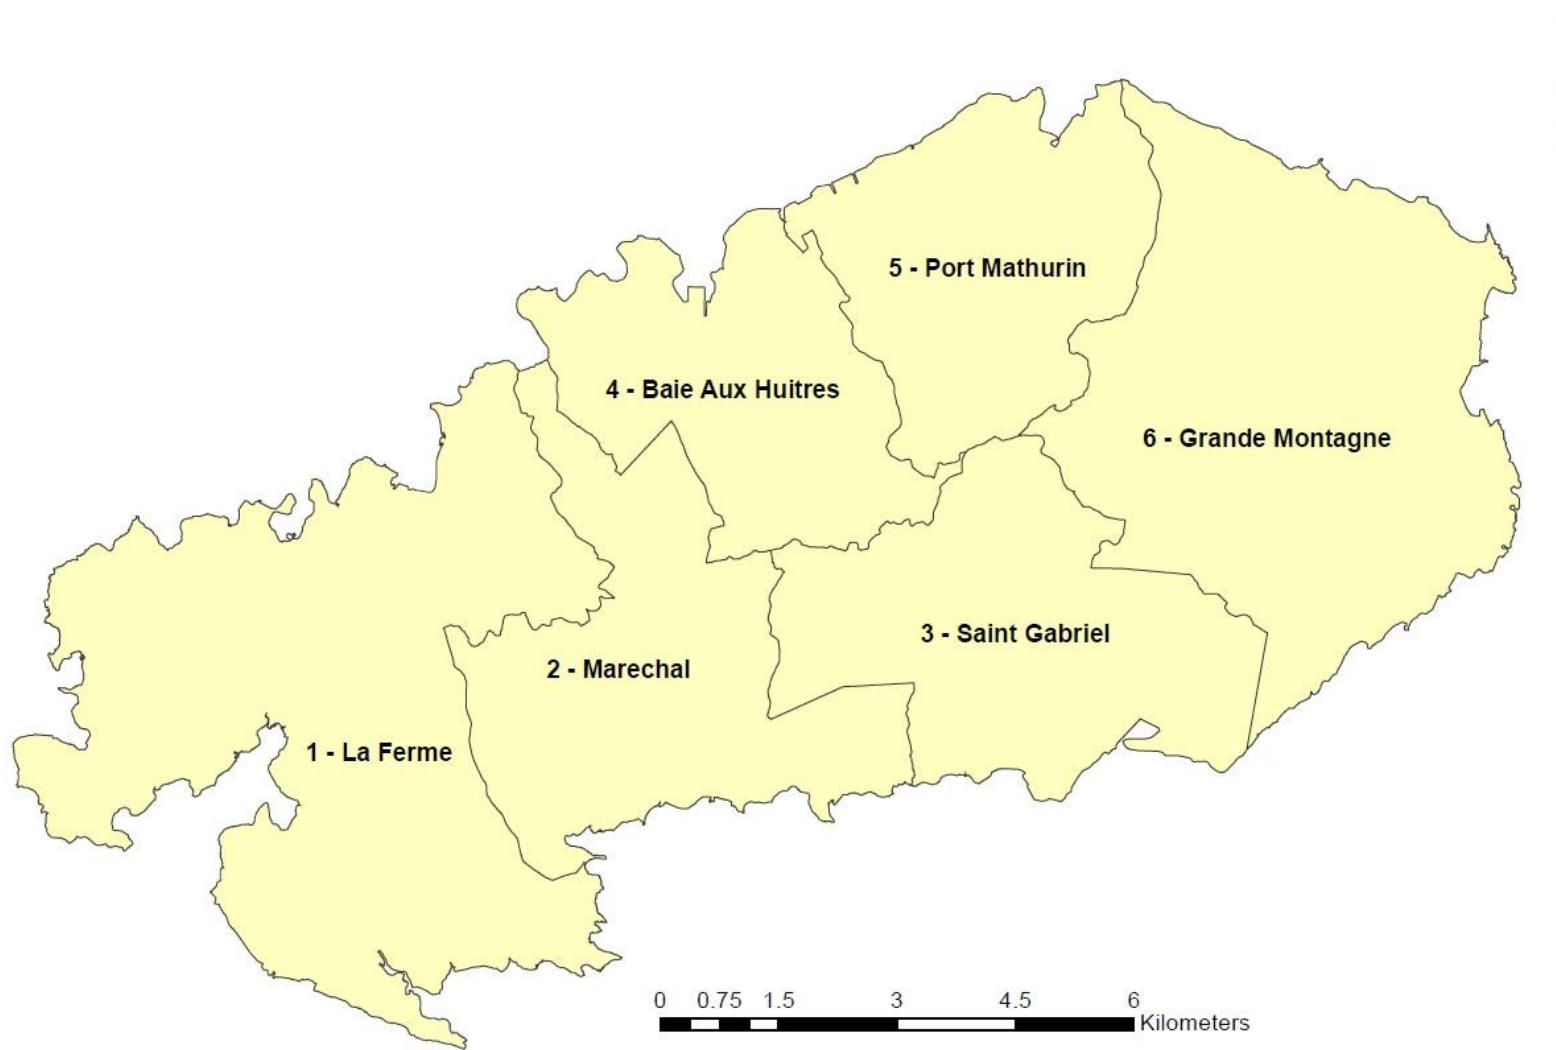 5 - Port Mathurin
4 - Baie Aux Huitres
6 - Grande Montagne
3 - Saint Gabriel
2 - Marechal
1 - La Ferme
0 0.75 1.5 3 4.5 6
Kilometers